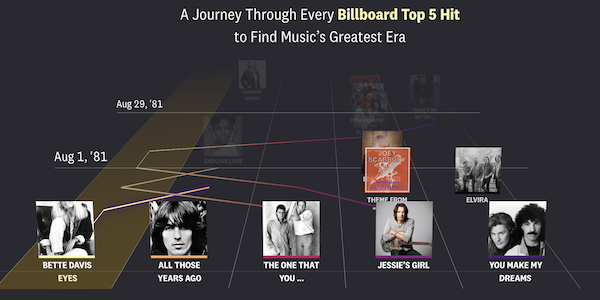 A Journey Through Every Billboard Top 5 Hit
to Find Music's Greatest Era
Aug 29, '81
ENDLESS LOVE
Aug 1, '81
JOEY
SCARBURY
THEME FROM
ELVIRA
BETTE DAVIS
EYES
ALL THOSE
YEARS AGO
THE ONE THAT
YOU ...
JESSIE'S GIRL
YOU MAKE MY
DREAMS